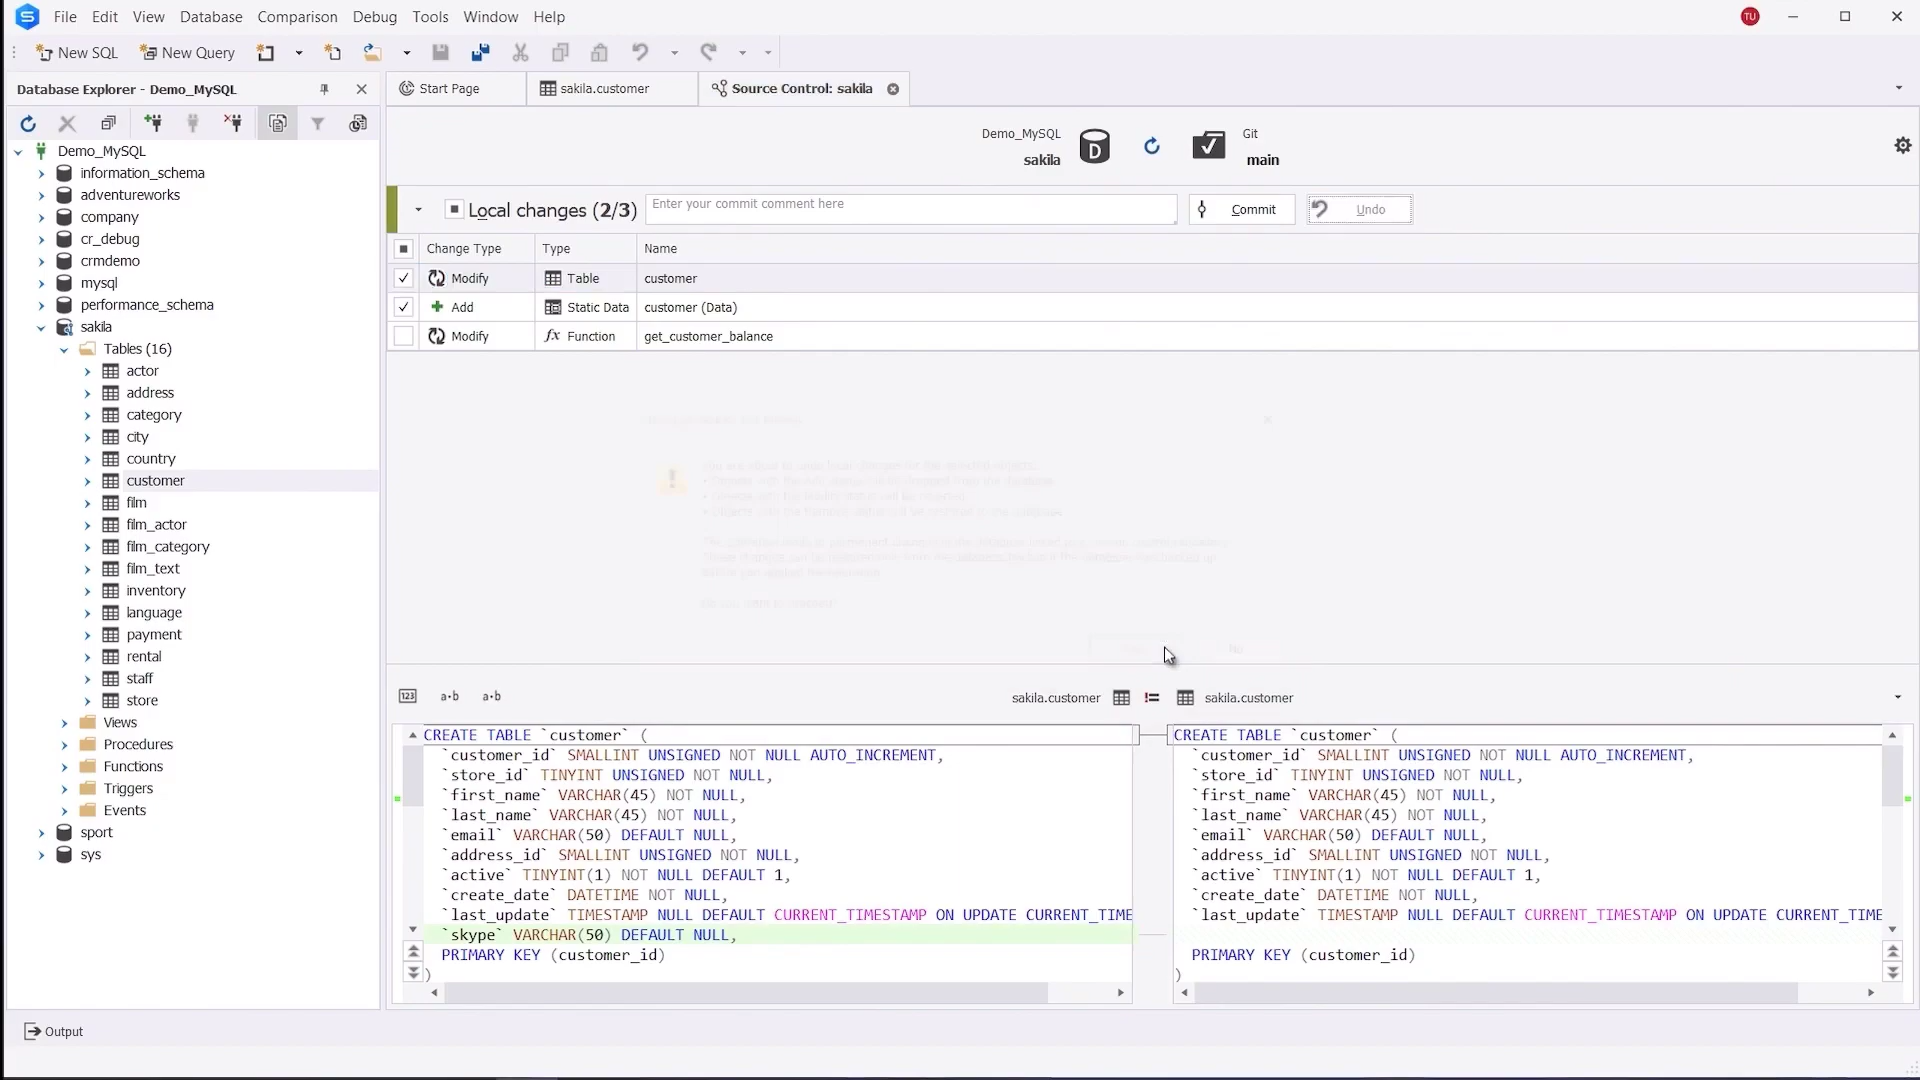 File Edit View Database Comparison Debug Tools Window Help
TU
New SQL New Query
Database Explorer - Demo_MySQL
Start Page
sakila.customer
Source Control: sakila
Demo_MySQL
sakila
D
Git
main
Demo_MySQL
information_schema
adventureworks
company
cr_debug
crmdemo
mysql
performance_schema
sakila
Tables (16)
actor
address
category
city
country
customer
film
film_actor
film_category
film_text
inventory
language
payment
rental
staff
store
Views
Procedures
Functions
Triggers
Events
sport
sys
Local changes (2/3)
Enter your commit comment here
Commit
Undo
Change Type Type Name
Modify Table customer
Add Static Data customer (Data)
Modify fx Function get_customer_balance
No
123 a•b a•b
sakila.customer
sakila.customer
CREATE TABLE `customer` (
`customer_id` SMALLINT UNSIGNED NOT NULL AUTO_INCREMENT,
`store_id` TINYINT UNSIGNED NOT NULL,
`first_name` VARCHAR(45) NOT NULL,
`last_name` VARCHAR(45) NOT NULL,
`email` VARCHAR(50) DEFAULT NULL,
`address_id` SMALLINT UNSIGNED NOT NULL,
`active` TINYINT(1) NOT NULL DEFAULT 1,
`create_date` DATETIME NOT NULL,
`last_update` TIMESTAMP NULL DEFAULT CURRENT_TIMESTAMP ON UPDATE CURRENT_TIME
`skype` VARCHAR(50) DEFAULT NULL,
PRIMARY KEY (customer_id)
)
CREATE TABLE `customer` (
`customer_id` SMALLINT UNSIGNED NOT NULL AUTO_INCREMENT,
`store_id` TINYINT UNSIGNED NOT NULL,
`first_name` VARCHAR(45) NOT NULL,
`last_name` VARCHAR(45) NOT NULL,
`email` VARCHAR(50) DEFAULT NULL,
`address_id` SMALLINT UNSIGNED NOT NULL,
`active` TINYINT(1) NOT NULL DEFAULT 1,
`create_date` DATETIME NOT NULL,
`last_update` TIMESTAMP NULL DEFAULT CURRENT_TIMESTAMP ON UPDATE CURRENT_TIME
PRIMARY KEY (customer_id)
)
Output